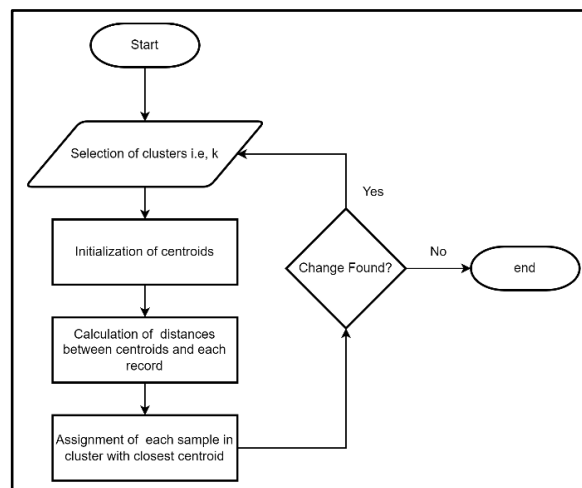 Start
Selection of clusters i.e, k
Initialization of centroids
Calculation of distances
between centroids and each
record
Assignment of each sample in
cluster with closest centroid
Yes
Change Found?
No
end